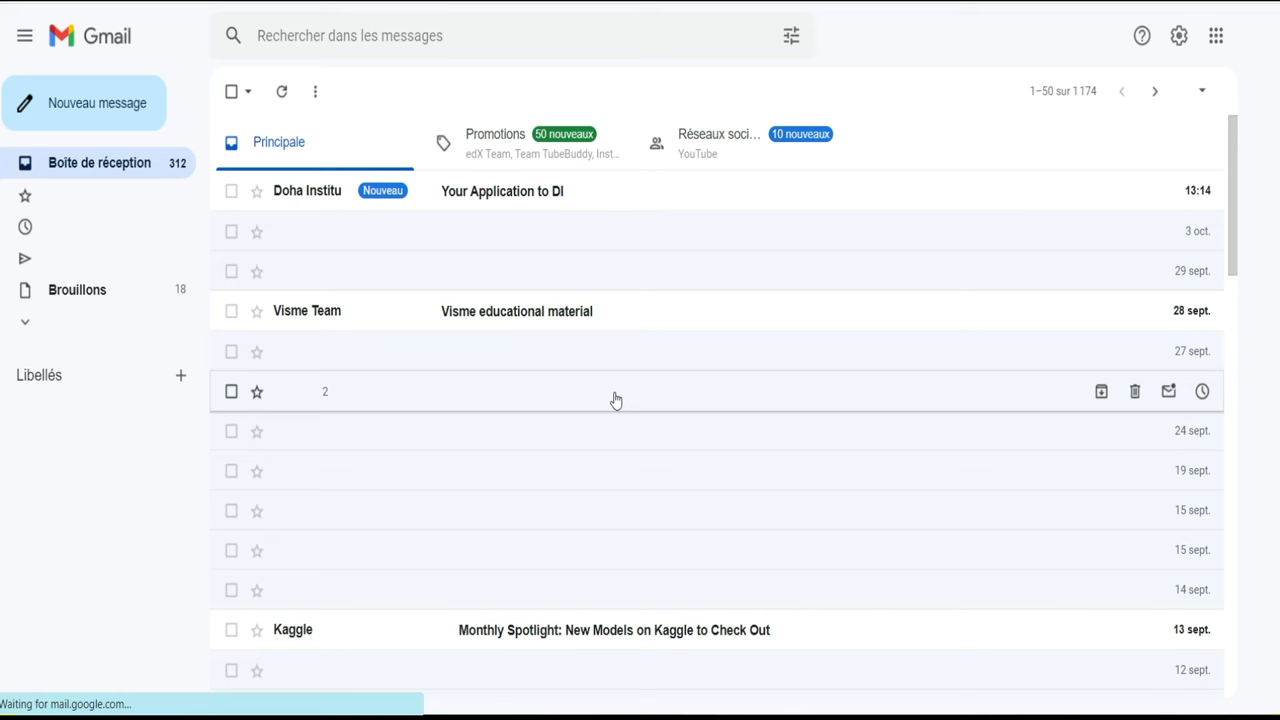 Gmail
Rechercher dans les messages
Nouveau message
1–50 sur 1 174
Principale
Promotions 50 nouveaux
edX Team, Team TubeBuddy, Inst...
Réseaux soci... 10 nouveaux
YouTube
Boîte de réception 312
Doha Institu Nouveau Your Application to DI 13:14
3 oct.
29 sept.
Brouillons 18
Visme Team Visme educational material 28 sept.
27 sept.
Libellés +
2
24 sept.
19 sept.
15 sept.
15 sept.
14 sept.
Kaggle Monthly Spotlight: New Models on Kaggle to Check Out 13 sept.
12 sept.
Waiting for mail.google.com...